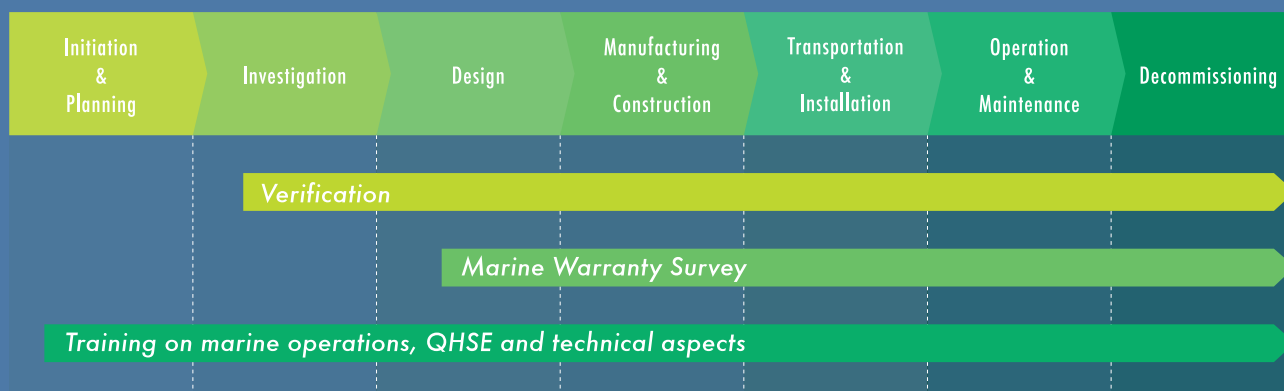 Initiation
&
Planning
Investigation
Design
Manufacturing
&
Construction
Transportation
&
Installation
Operation
&
Maintenance
Decommissioning
Verification
Marine Warranty Survey
Training on marine operations, QHSE and technical aspects